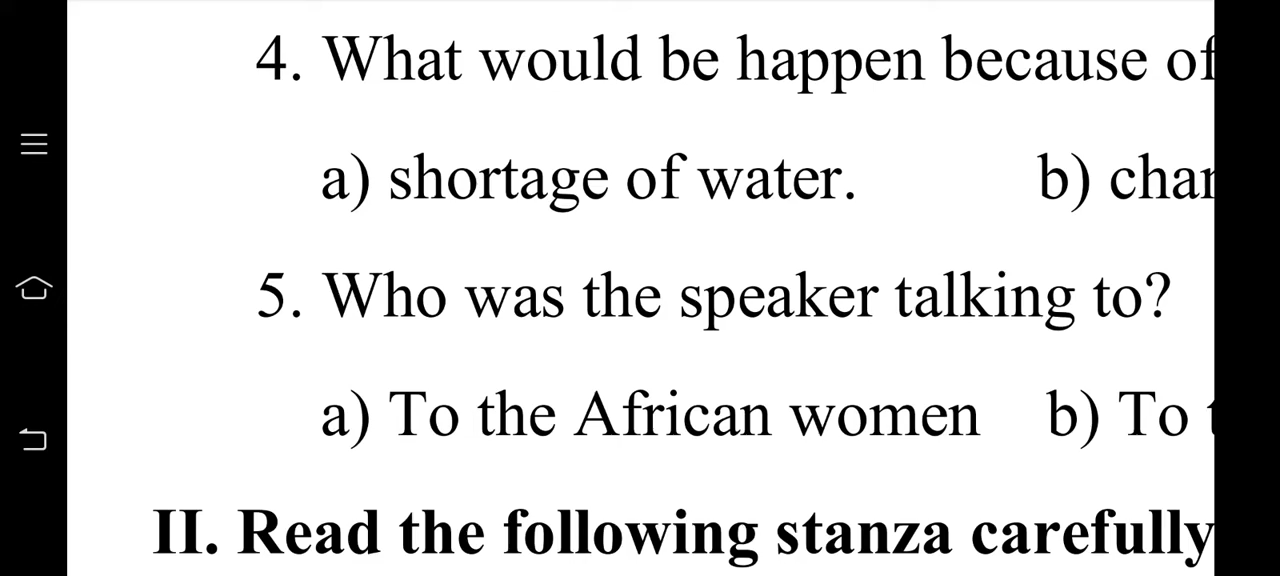 4. What would be happen because of
a) shortage of water. b)
5. Who was the speaker talking to?
a) To the African women b) To
II. Read the following stanza carefully